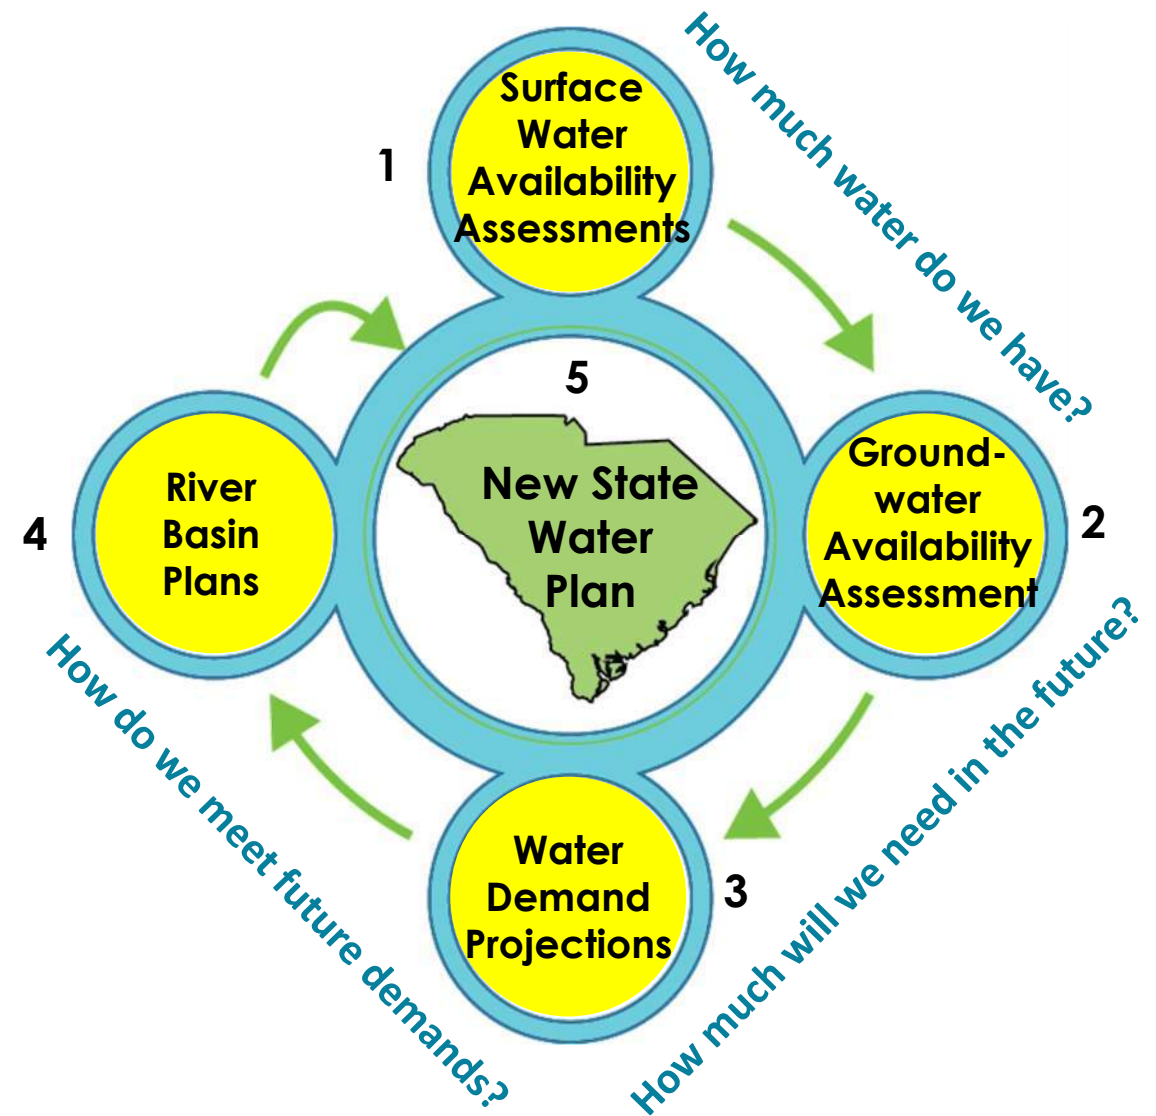 How much water do we have?
1
Surface
Water
Availability
Assessments
5
New State
Water
Plan
Ground-
water
Availability
Assessment
2
How much will we need in the future?
3
Water
Demand
Projections
4
River
Basin
Plans
How do we meet future demands?